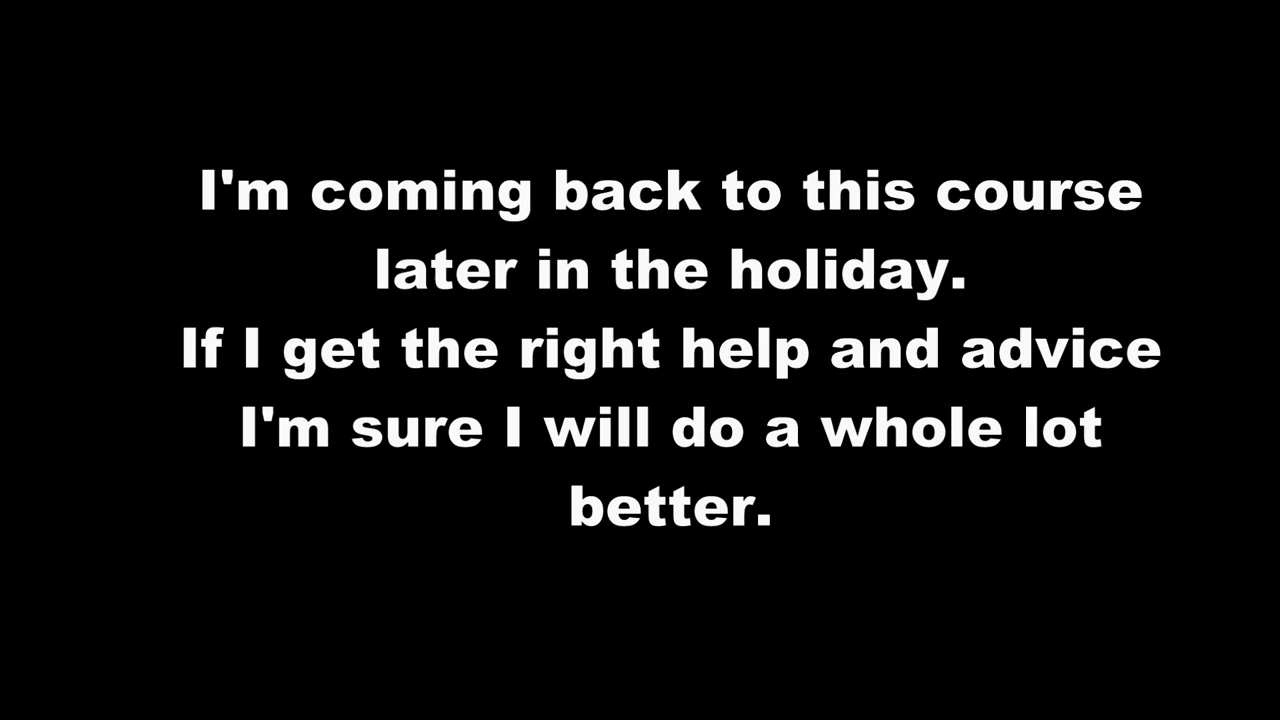 I'm coming back to this course
later in the holiday.
If I get the right help and advice
I'm sure I will do a whole lot
better.